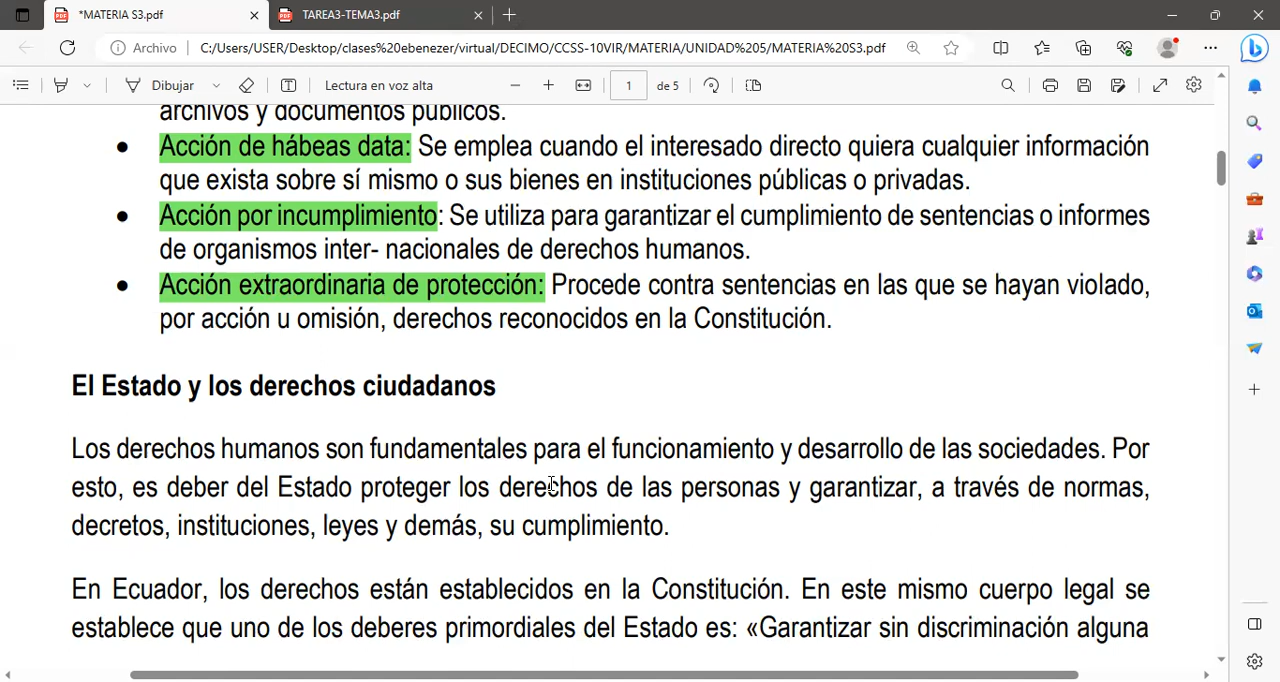 *MATERIA S3.pdf
TAREA3-TEMA3.pdf
Archivo
C:/Users/USER/Desktop/clases%20ebenezer/virtual/DECIMO/CCSS-10VIR/MATERIA/UNIDAD%205/MATERIA%20S3.pdf
Dibujar
Lectura en voz alta
1
de 5
archivos y documentos públicos.
• Acción de hábeas data: Se emplea cuando el interesado directo quiera cualquier información
que exista sobre sí mismo o sus bienes en instituciones públicas o privadas.
• Acción por incumplimiento: Se utiliza para garantizar el cumplimiento de sentencias o informes
de organismos inter- nacionales de derechos humanos.
• Acción extraordinaria de protección: Procede contra sentencias en las que se hayan violado,
por acción u omisión, derechos reconocidos en la Constitución.
El Estado y los derechos ciudadanos
Los derechos humanos son fundamentales para el funcionamiento y desarrollo de las sociedades. Por
esto, es deber del Estado proteger los derechos de las personas y garantizar, a través de normas,
decretos, instituciones, leyes y demás, su cumplimiento.
En Ecuador, los derechos están establecidos en la Constitución. En este mismo cuerpo legal se
establece que uno de los deberes primordiales del Estado es: «Garantizar sin discriminación alguna